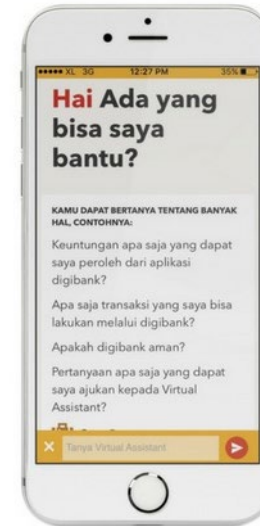 XL 3G 12:27 PM 35%
Hai Ada yang
bisa saya
bantu?
KAMU DAPAT BERTANYA TENTANG BANYAK
HAL, CONTOHNYA:
Keuntungan apa saja yang dapat
saya peroleh dari aplikasi
digibank?
Apa saja transaksi yang saya bisa
lakukan melalui digibank?
Apakah digibank aman?
Pertanyaan apa saja yang dapat
saya ajukan kepada Virtual
Assistant?
Tanya Virtual Assistant